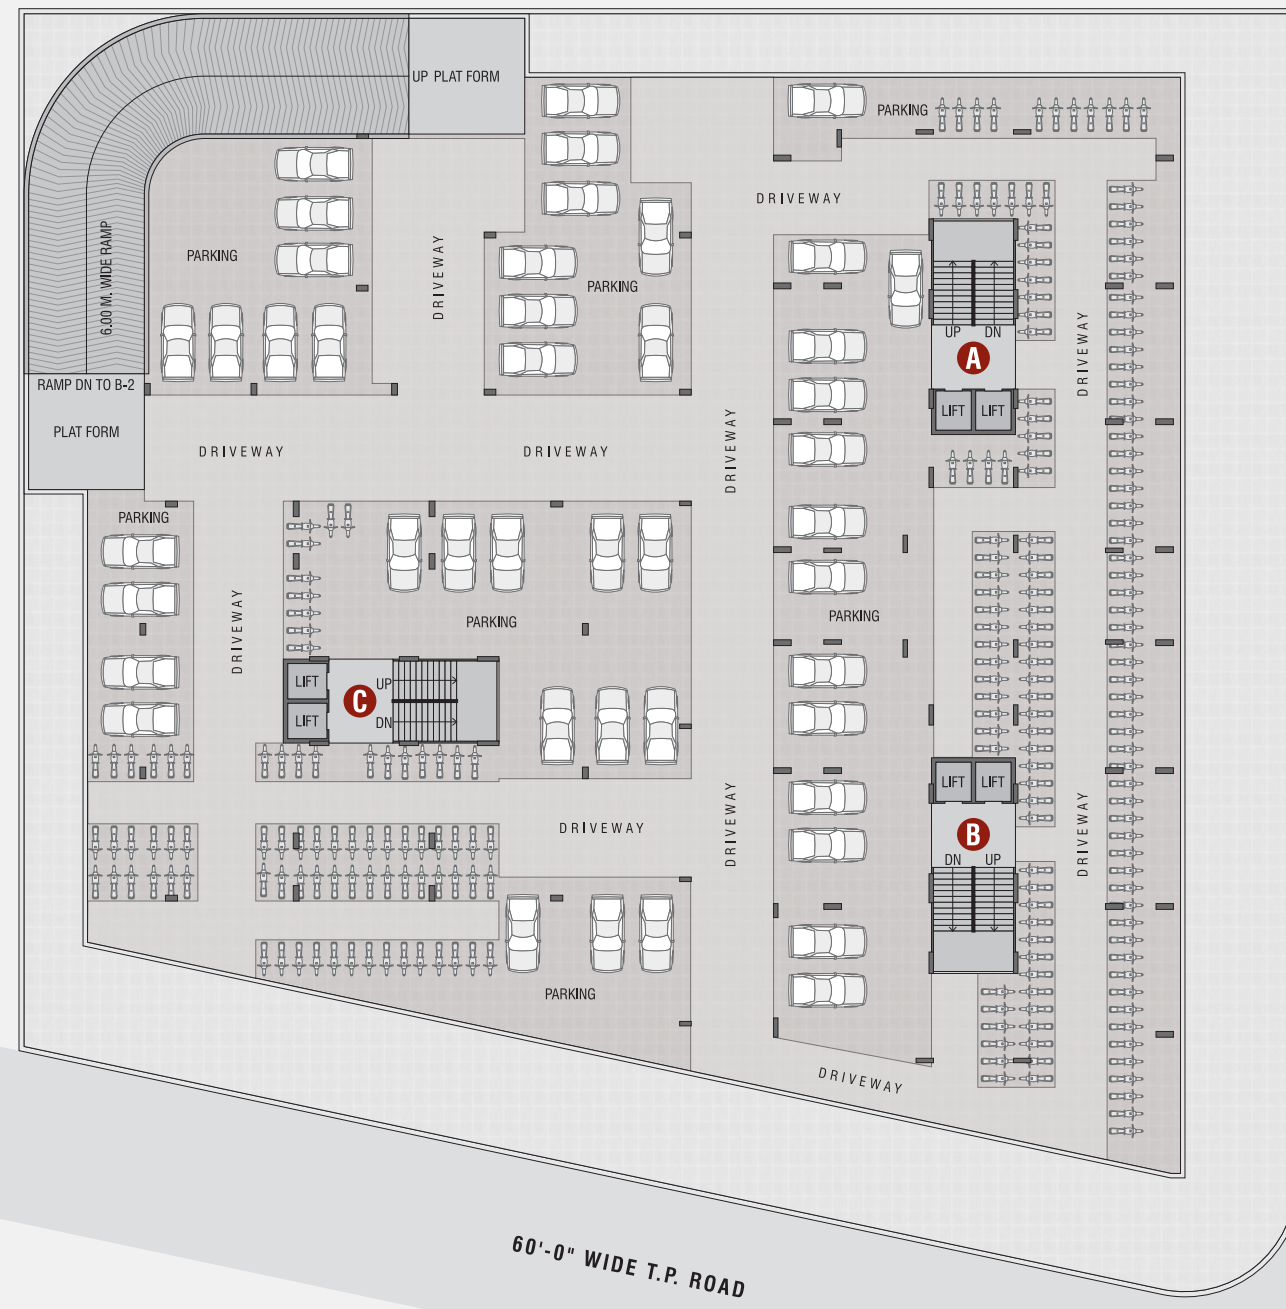 UP PLAT FORM
PARKING
DRIVEWAY
6.00 M. WIDE RAMP
PARKING
DRIVEWAY
PARKING
UP DN
A
DRIVEWAY
RAMP DN TO B-2
PLAT FORM
LIFT LIFT
DRIVEWAY
DRIVEWAY
DRIVEWAY
PARKING
DRIVEWAY
PARKING
PARKING
LIFT
UP
C
LIFT
DN
LIFT LIFT
DRIVEWAY
DRIVEWAY
B
DRIVEWAY
DN UP
PARKING
DRIVEWAY
60'-0" WIDE T.P. ROAD